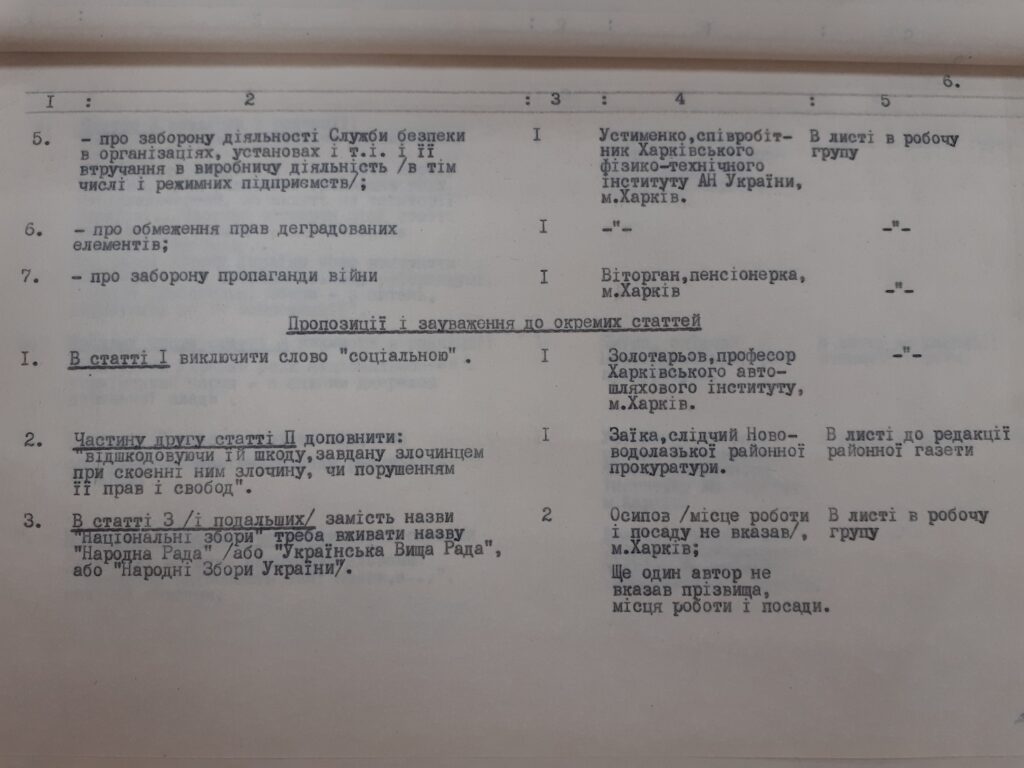 6.
I : 2 : 3 : 4 : 5
5. - про заборону діяльності Служби безпеки I Устименко,співробіт- В листі в робочу
в організаціях, установах і т.і. і її ник Харківського групу
втручання в виробничу діяльність /в тім фізико-технічного
числі і режимних підприємств/; інституту АН України,
м.Харків.
6. - про обмеження прав деградованих I -"- -"-
елементів;
7. - про заборону пропаганди війни I Віторган,пенсіонерка,
м.Харків -"-
Пропозиції і зауваження до окремих статтей
I. В статті I виключити слово "соціальною". I Золотарьов,професор -"-
Харківського авто-
шляхового інституту,
м.Харків.
2. Частину другу статті П доповнити: I Заїка,слідчий Ново- В листі до редакції
"відшкодовуючи їй шкоду,завдану злочинцем водолазької районної районної газети
при скоєнні ним злочину, чи порушенням прокуратури.
її прав і свобод".
3. В статті 3 /і подальших/ замість назви 2 Осипов /місце роботи В листі в робочу
"Національні збори" треба вживати назву і посаду не вказав/, групу
"Народна Рада" /або "Українська Вища Рада", м.Харків;
або "Народні Збори України/.
Ще один автор не
вказав прізвища,
місця роботи і посади.